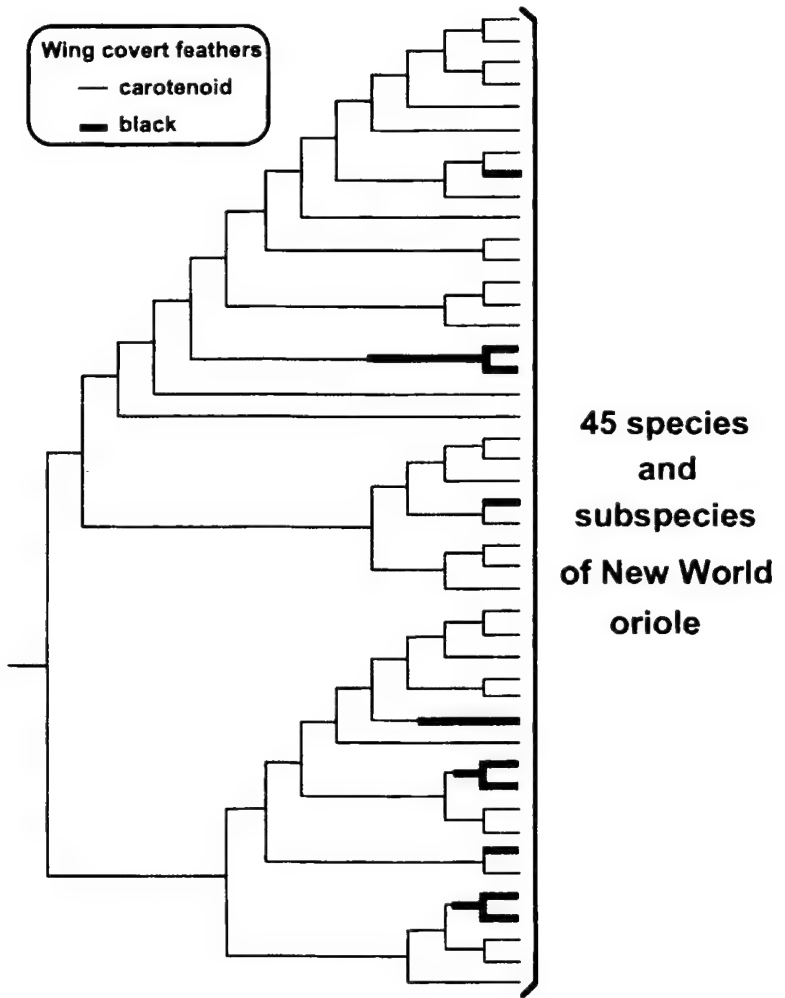 Wing covert feathers
carotenoid
black
45 species
and
subspecies
of New World
oriole